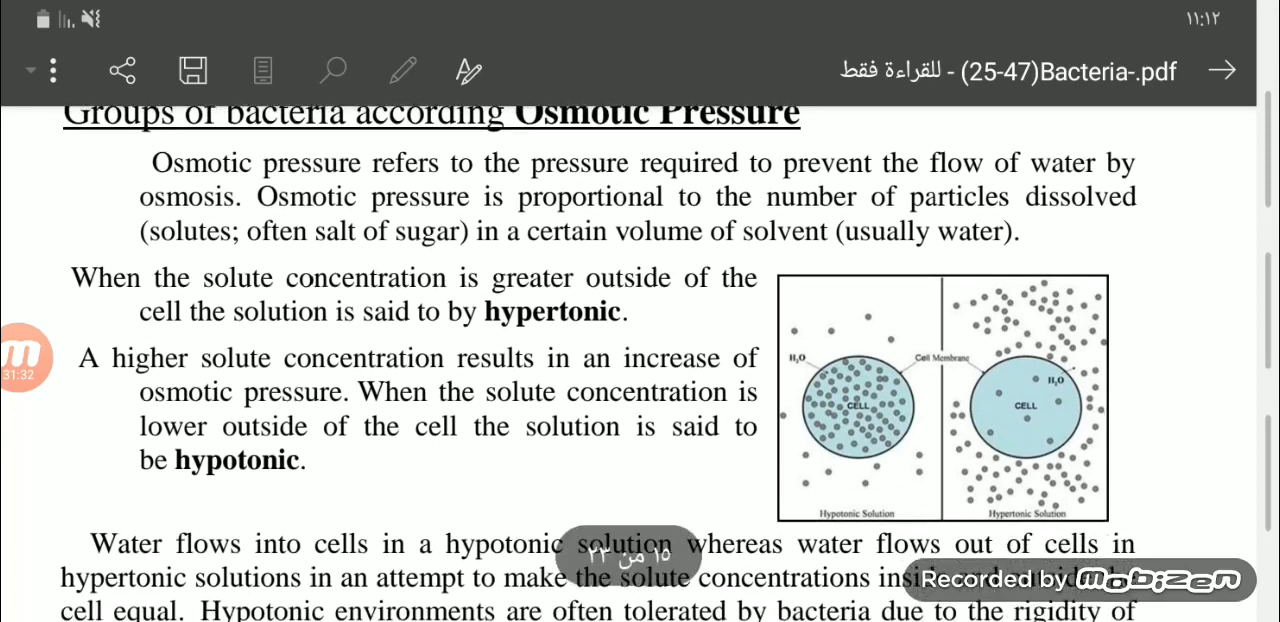 ١١:١٢
للقراءة فقط - (25-47)Bacteria-.pdf
Groups of bacteria according Osmotic Pressure
Osmotic pressure refers to the pressure required to prevent the flow of water by
osmosis. Osmotic pressure is proportional to the number of particles dissolved
(solutes; often salt of sugar) in a certain volume of solvent (usually water).
When the solute concentration is greater outside of the
cell the solution is said to by hypertonic.
A higher solute concentration results in an increase of
osmotic pressure. When the solute concentration is
lower outside of the cell the solution is said to
be hypotonic.
H₂O
CELL
Cell Membrane
H₂O
CELL
Hypotonic Solution
Hypertonic Solution
31:32
Water flows into cells in a hypotonic solution whereas water flows out of cells in
hypertonic solutions in an attempt to make the solute concentrations
cell equal. Hypotonic environments are often tolerated by bacteria due to the rigidity of
١٥ من ٢٣
Recorded by Mobizen